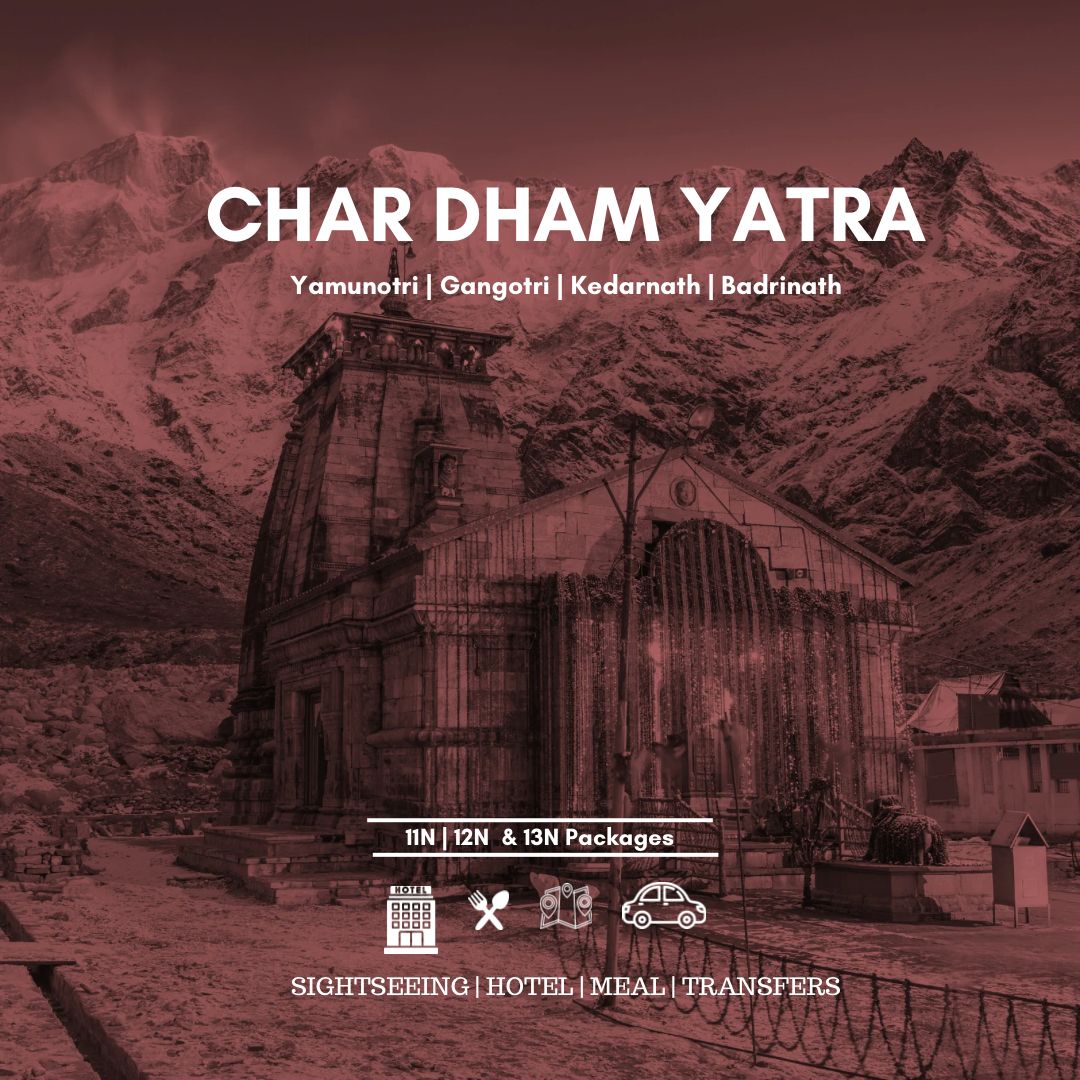 CHAR DHAM YATRA
Yamunotri | Gangotri | Kedarnath | Badrinath
11N | 12N & 13N Packages
HOTEL
SIGHTSEEING | HOTEL | MEAL | TRANSFERS